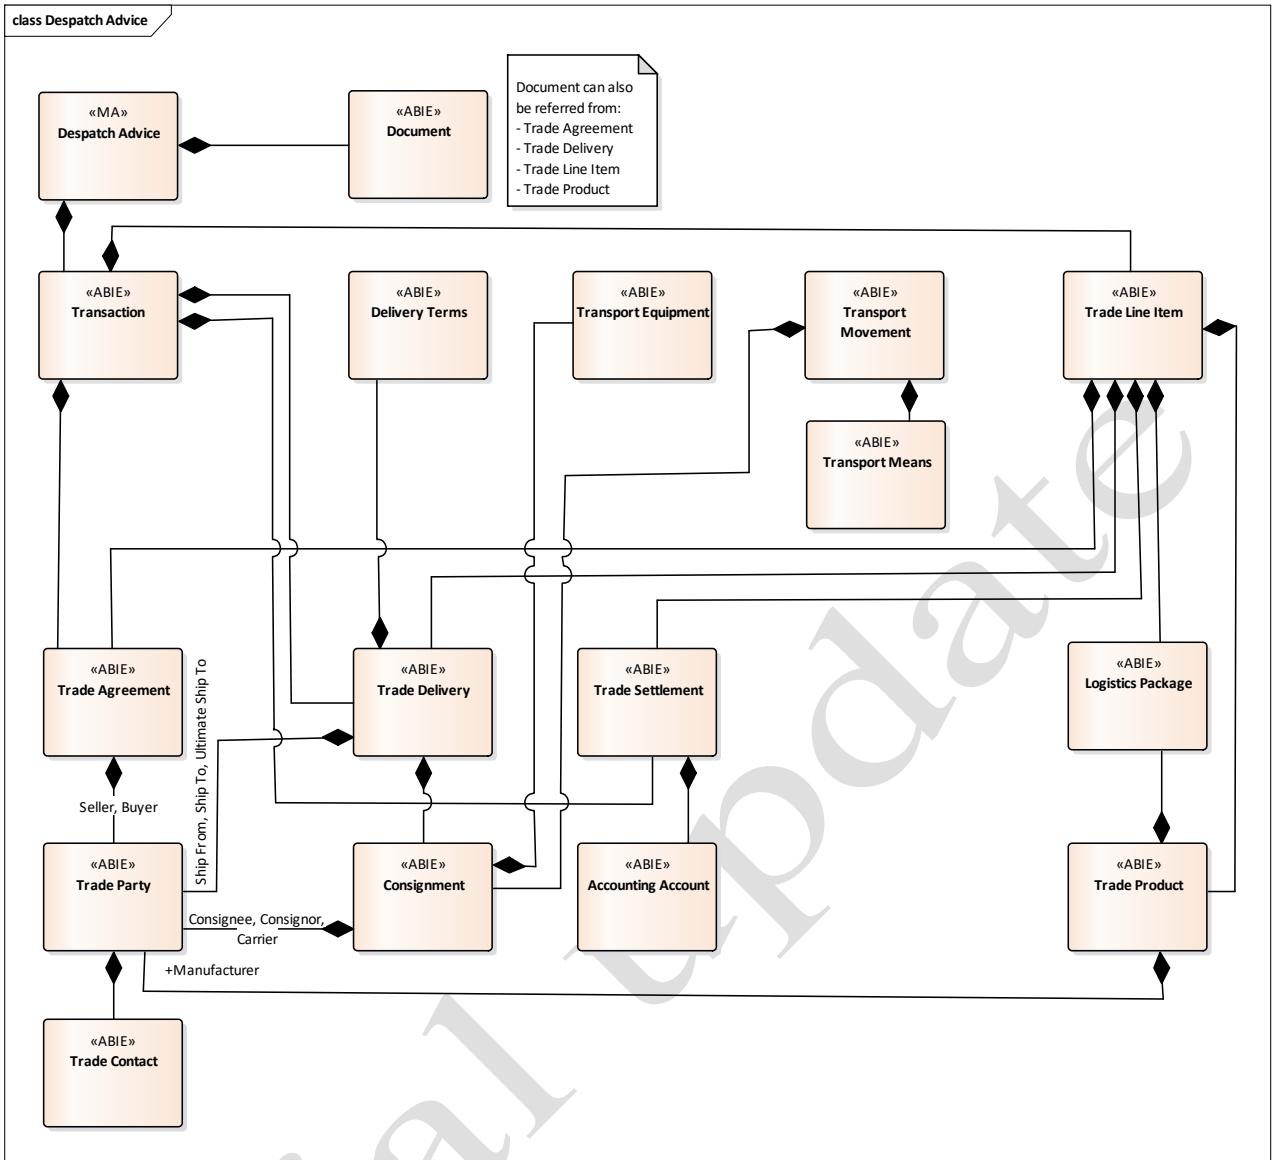 class Despatch Advice
«MA»
Despatch Advice
«ABIE»
Document
Document can also
be referred from:
- Trade Agreement
- Trade Delivery
- Trade Line Item
- Trade Product
«ABIE»
Transaction
«ABIE»
Delivery Terms
«ABIE»
Transport Equipment
«ABIE»
Transport
Movement
«ABIE»
Trade Line Item
«ABIE»
Transport Means
«ABIE»
Trade Agreement
Ship From, Ship To, Ultimate Ship To
«ABIE»
Trade Delivery
«ABIE»
Trade Settlement
«ABIE»
Logistics Package
Seller, Buyer
«ABIE»
Trade Party
«ABIE»
Consignment
«ABIE»
Accounting Account
«ABIE»
Trade Product
Consignee, Consignor,
Carrier
+Manufacturer
«ABIE»
Trade Contact
update